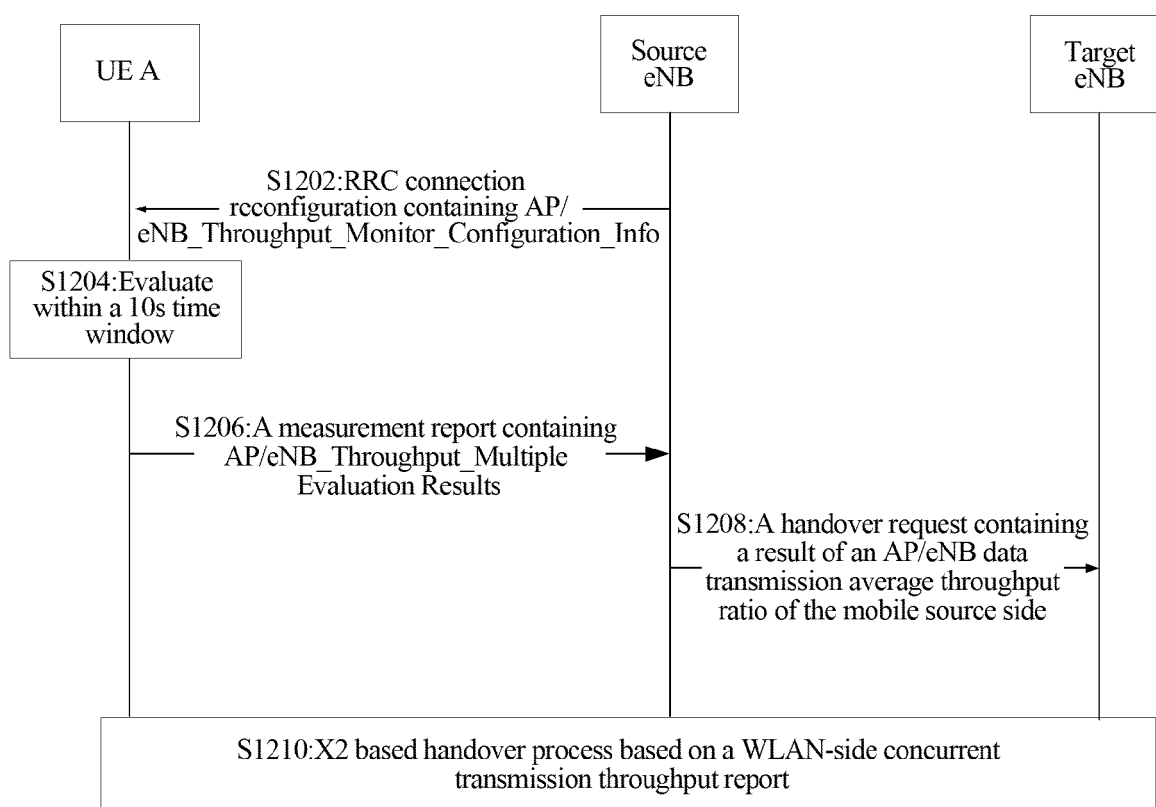 UE A
Source
eNB
Target
eNB
S1202:RRC connection
reconfiguration containing AP/
eNB_Throughput_Monitor_Configuration_Info
S1204:Evaluate
within a 10s time
window
S1206:A measurement report containing
AP/eNB_Throughput_Multiple
Evaluation Results
S1208:A handover request containing
a result of an AP/eNB data
transmission average throughput
ratio of the mobile source side
S1210:X2 based handover process based on a WLAN-side concurrent
transmission throughput report